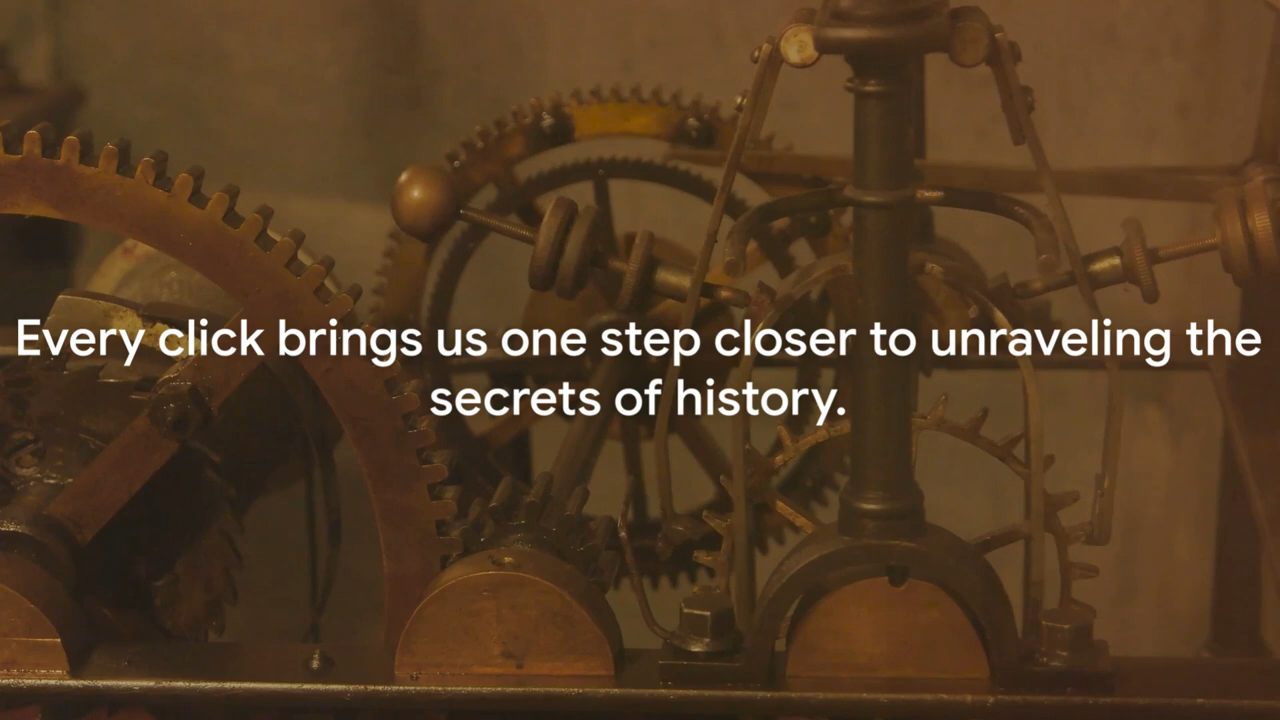 Every click brings us one step closer to unraveling the
secrets of history.